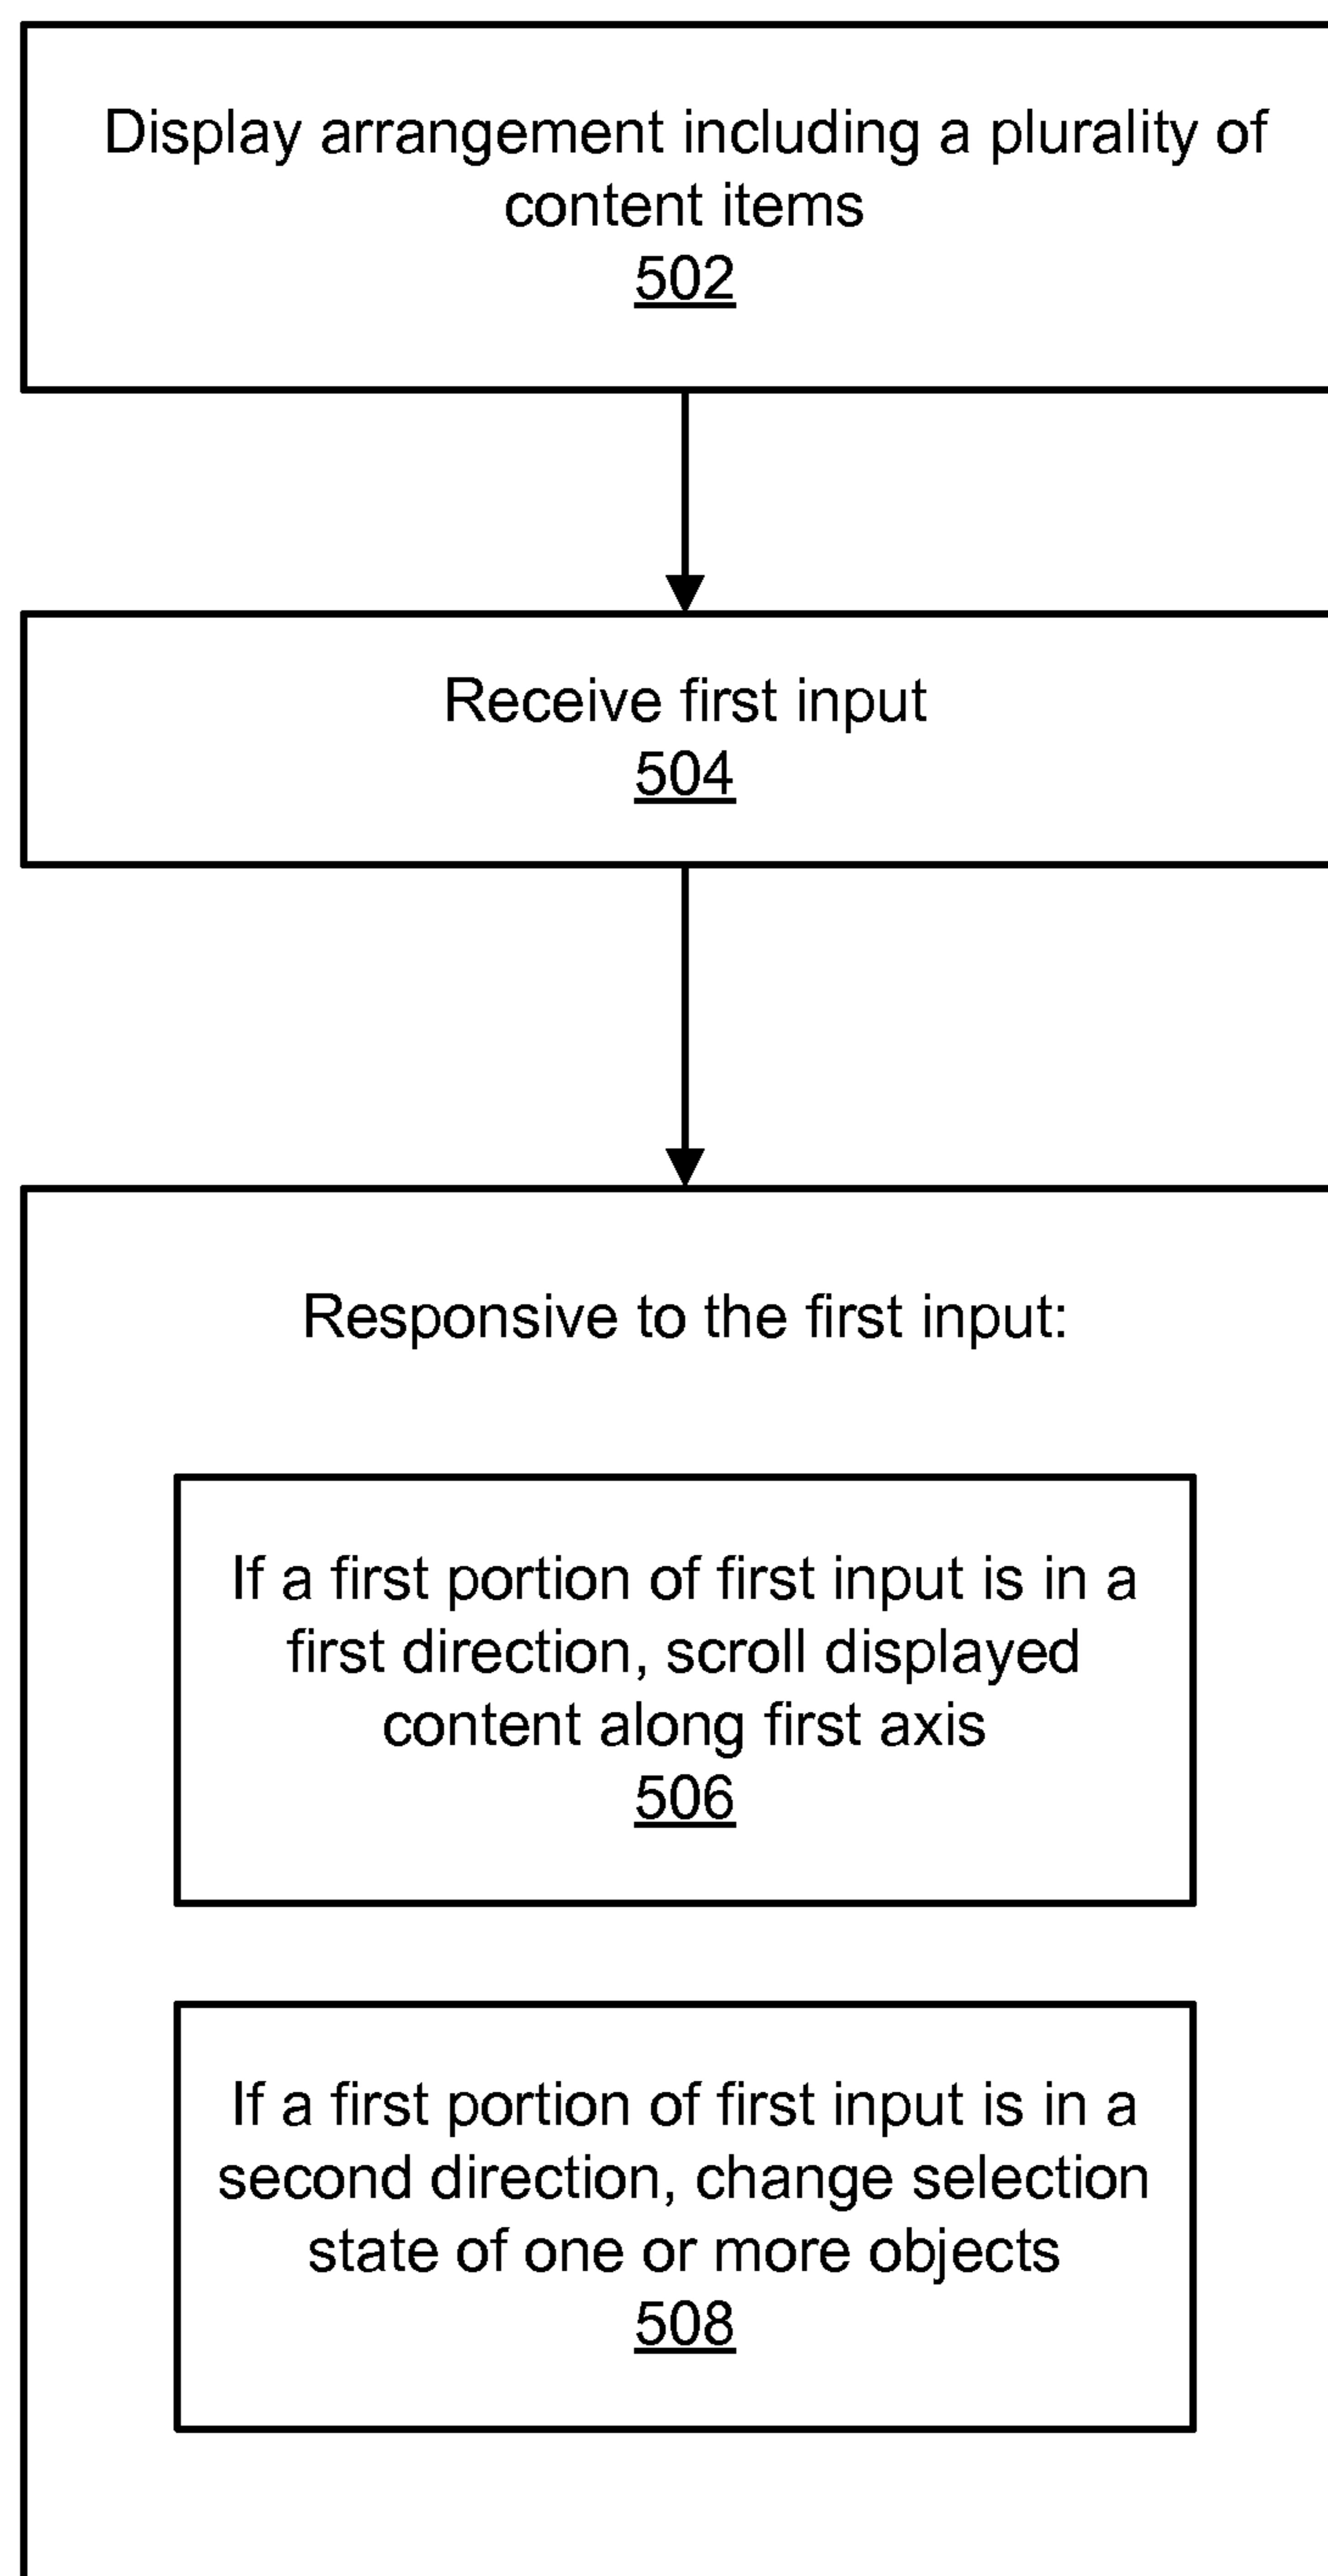 Display arrangement including a plurality of
content items
502
Receive first input
504
Responsive to the first input:
If a first portion of first input is in a
first direction, scroll displayed
content along first axis
506
If a first portion of first input is in a
second direction, change selection
state of one or more objects
508